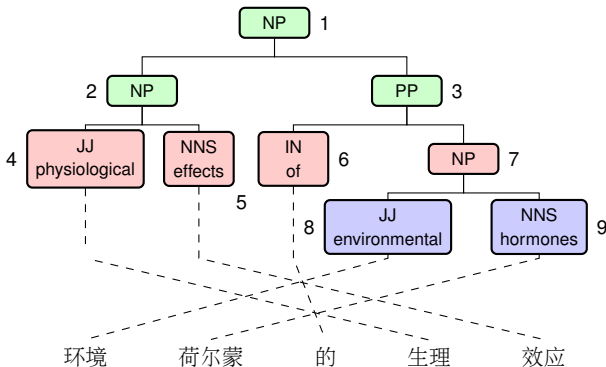 NP 1
2 NP PP 3
4 JJ physiological NNS effects 5 IN of 6 NP 7
8 JJ environmental NNS hormones 9
环境 荷尔蒙 的 生理 效应